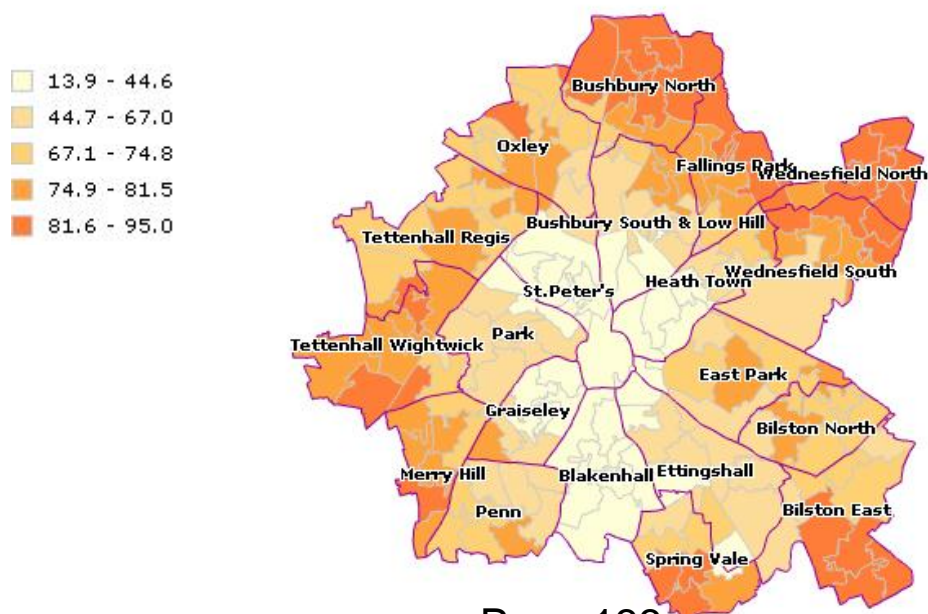 13.9 - 44.6
44.7 - 67.0
67.1 - 74.8
74.9 - 81.5
81.6 - 95.0
Bushbury North
Oxley
Fallings Park
Wednesfield North
Bushbury South & Low Hill
Tettenhall Regis
Wednesfield South
Heath Town
St.Peter's
Park
Tettenhall Wightwick
East Park
Graiseley
Bilston North
Merry Hill
Blakenhall
Ettingshall
Penn
Bilston East
Spring Vale